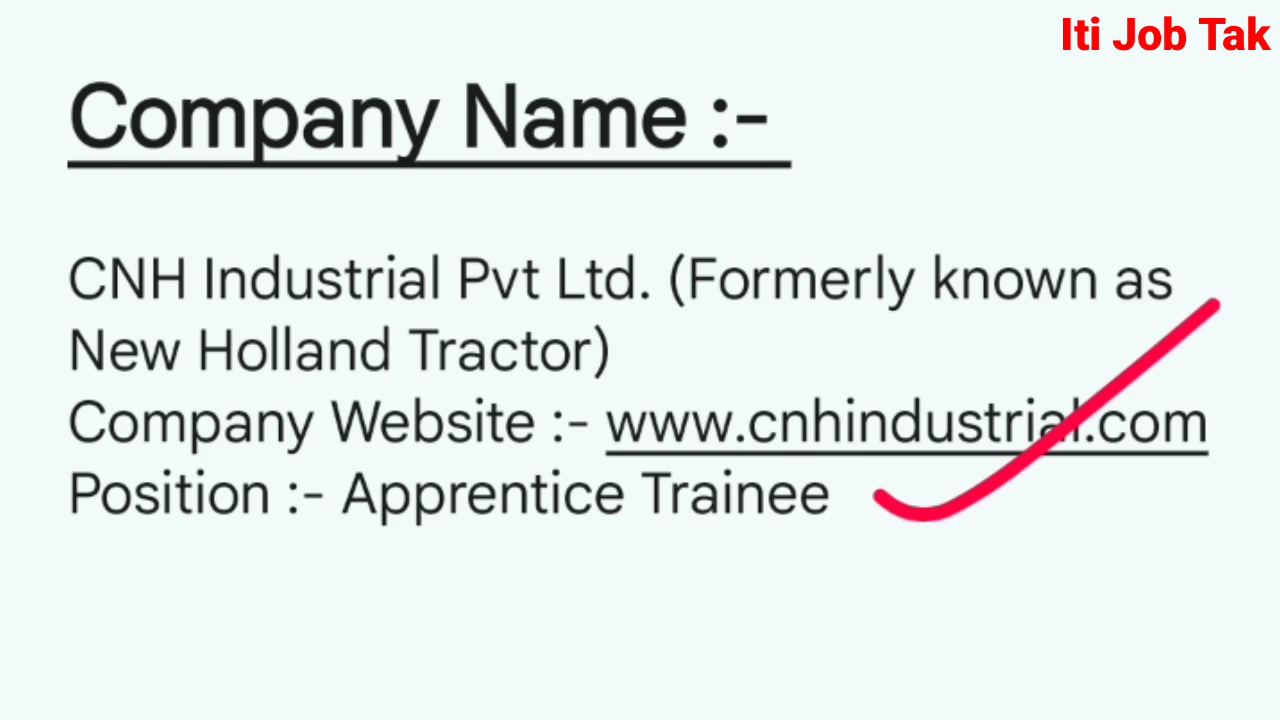 Iti Job Tak
Company Name :-
CNH Industrial Pvt Ltd. (Formerly known as
New Holland Tractor)
Company Website :- www.cnhindustrial.com
Position :- Apprentice Trainee